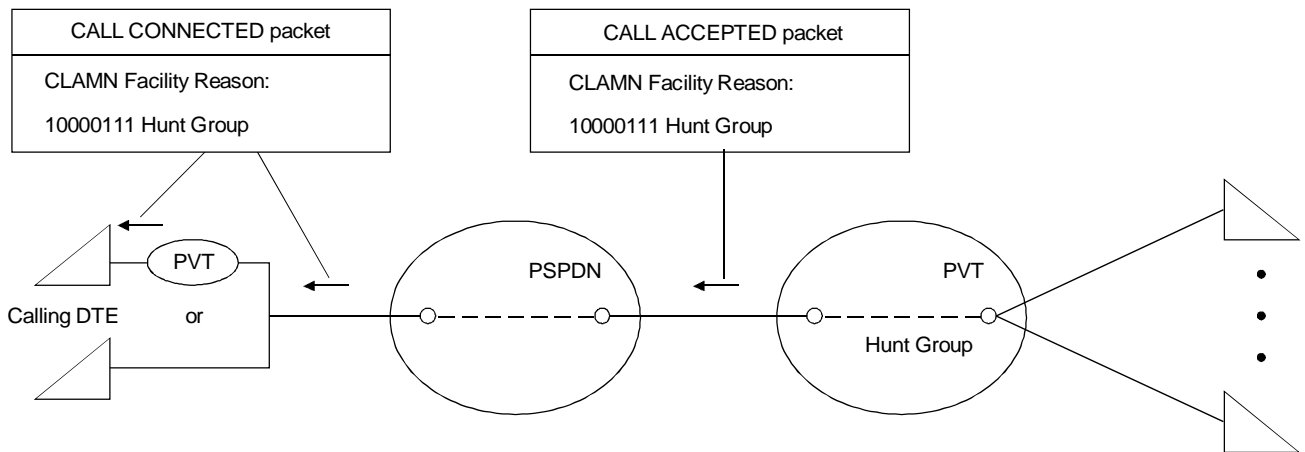 CALL CONNECTED packet
CLAMN Facility Reason:
10000111 Hunt Group
CALL ACCEPTED packet
CLAMN Facility Reason:
10000111 Hunt Group
PVT
PSPDN
PVT
Calling DTE
or
Hunt Group